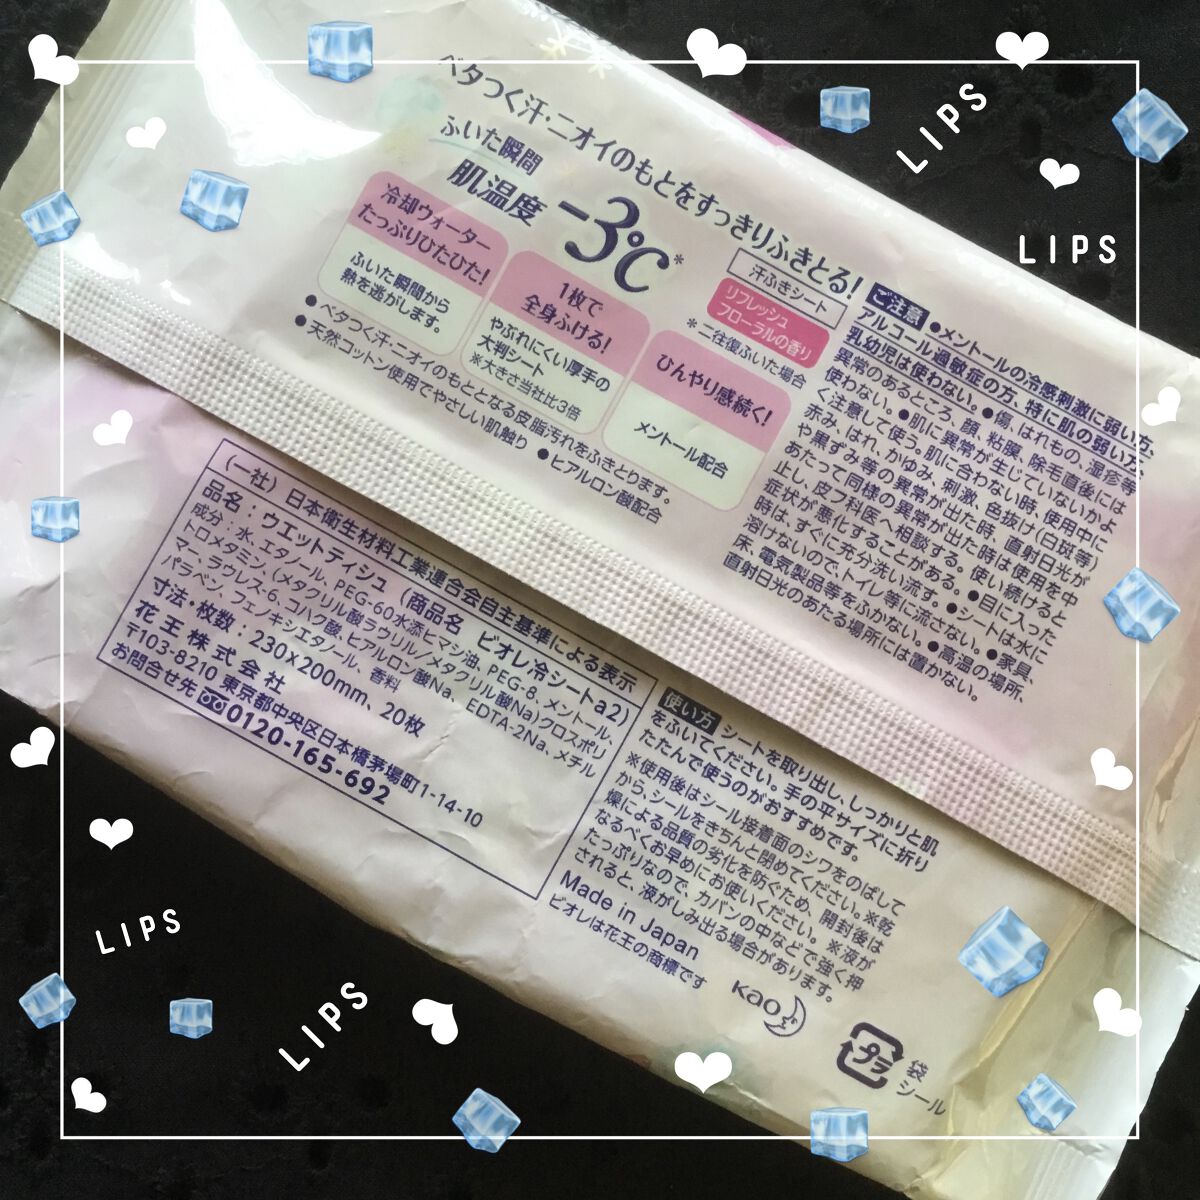 LIPS
LIPS
ベタつく汗・ニオイのもとをすっきりふきとる!
ふいた瞬間
肌温度 -3℃*
汗ふきシート
リフレッシュ
フローラルの香り
*二往復ふいた場合
冷却ウォーター
たっぷりひたひた!
ふいた瞬間から
熱を逃がします。
1枚で
全身ふける!
やぶれにくい厚手の
大判シート
※大きさ当社比3倍
ひんやり感続く!
メントール配合
●ベタつく汗・ニオイのもととなる皮脂汚れをふきとります。
●天然コットン使用でやさしい肌触り ●ヒアルロン酸配合
ご注意 ●メントールの冷感刺激に弱い方、
アルコール過敏症の方、特に肌の弱い方、
乳幼児は使わない。●傷、はれもの、湿疹等
異常のあるところ、顔、粘膜、除毛直後には
使わない。●肌に異常が生じていないかよ
く注意して使う。肌に合わない時、使用中に
赤み、はれ、かゆみ、刺激、色抜け(白斑等)
や黒ずみ等の異常が出た時、直射日光が
あたって同様の異常が出た時は使用を中
止し、皮フ科医へ相談する。使い続けると
症状が悪化することがある。●目に入った
時は、すぐに充分洗い流す。●シートは水に
溶けないので、トイレ等に流さない。●家具、
床、電気製品等をふかない。●高温の場所、
直射日光のあたる場所には置かない。
(一社)日本衛生材料工業連合会自主基準による表示
品名:ウエットティシュ(商品名 ビオレ冷シートa2)
成分:水、エタノール、PEG-60水添ヒマシ油、PEG-8、メントール、
トロメタミン、(メタクリル酸ラウリル/メタクリル酸Na)クロスポリ
マー、ラウレス-6、コハク酸、ヒアルロン酸Na、EDTA-2Na、メチル
パラベン、フェノキシエタノール、香料
寸法・枚数:230x200mm、20枚
花王株式会社
〒103-8210 東京都中央区日本橋茅場町1-14-10
お問合せ先 0120-165-692
使い方 シートを取り出し、しっかりと肌
をふいてください。手の平サイズに折り
たたんで使うのがおすすめです。
※使用後はシール接着面のシワをのばして
から、シールをきちんと閉めてください。※乾
燥による品質の劣化を防ぐため、開封後は
なるべくお早めにお使いください。※液が
たっぷりなので、カバンの中などで強く押
されると、液がしみ出る場合があります。
Made in Japan
ビオレは花王の商標です
Kao
プラ
袋
シール
LIPS
LIPS